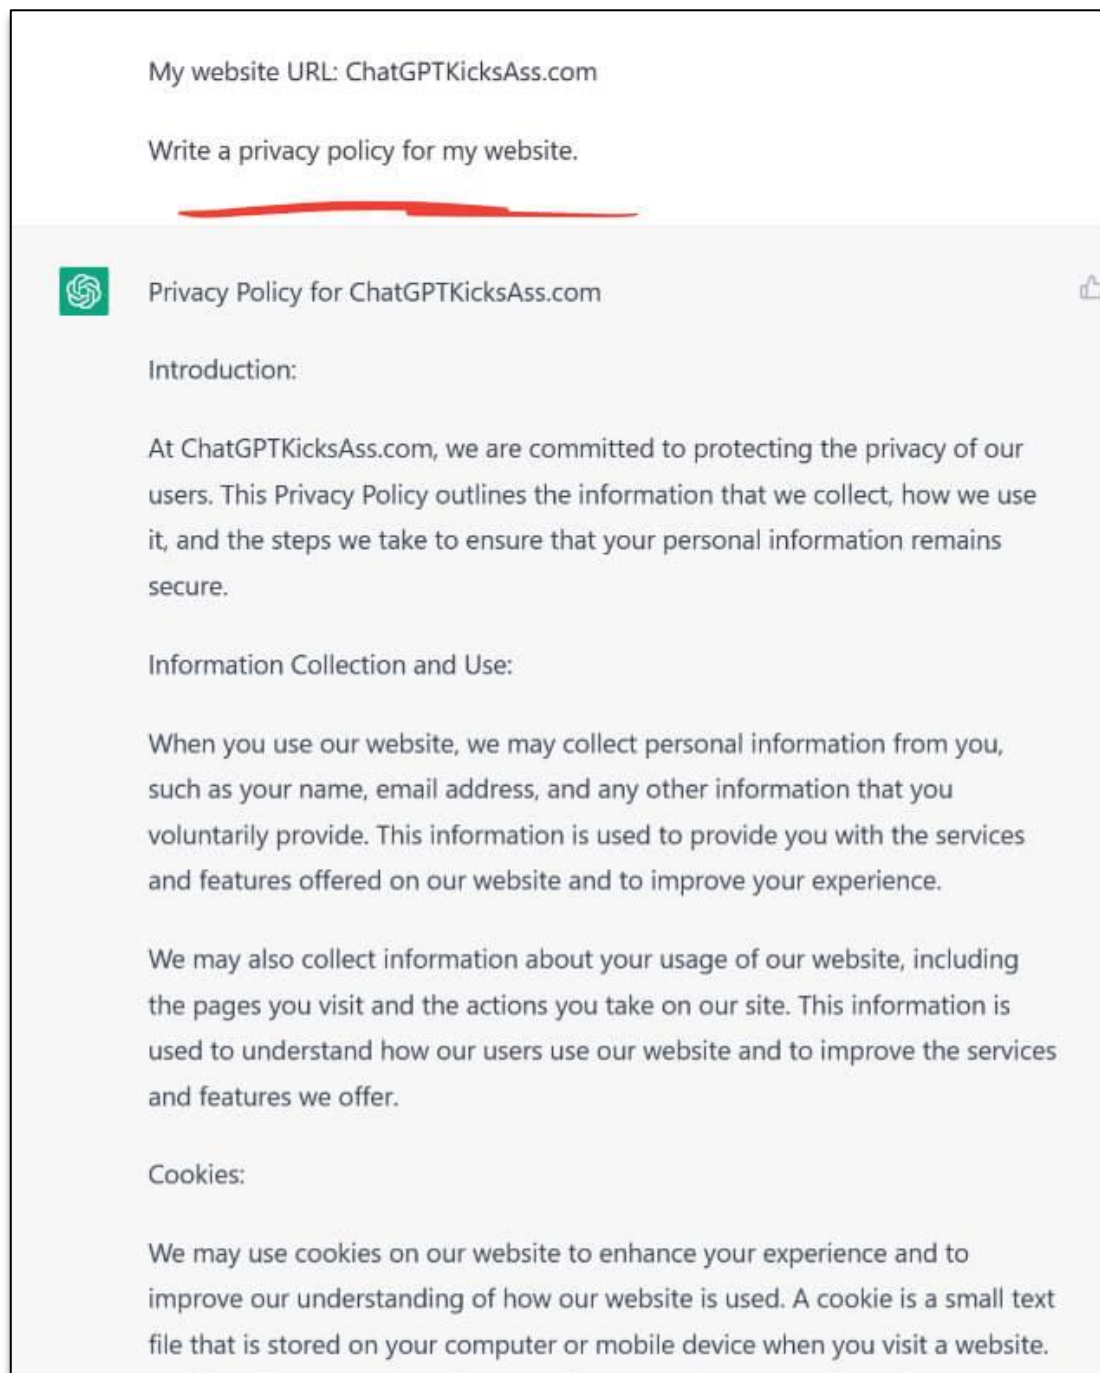 My website URL: ChatGPTKicksAss.com
Write a privacy policy for my website.
Privacy Policy for ChatGPTKicksAss.com
Introduction:
At ChatGPTKicksAss.com, we are committed to protecting the privacy of our
users. This Privacy Policy outlines the information that we collect, how we use
it, and the steps we take to ensure that your personal information remains
secure.
Information Collection and Use:
When you use our website, we may collect personal information from you,
such as your name, email address, and any other information that you
voluntarily provide. This information is used to provide you with the services
and features offered on our website and to improve your experience.
We may also collect information about your usage of our website, including
the pages you visit and the actions you take on our site. This information is
used to understand how our users use our website and to improve the services
and features we offer.
Cookies:
We may use cookies on our website to enhance your experience and to
improve our understanding of how our website is used. A cookie is a small text
file that is stored on your computer or mobile device when you visit a website.